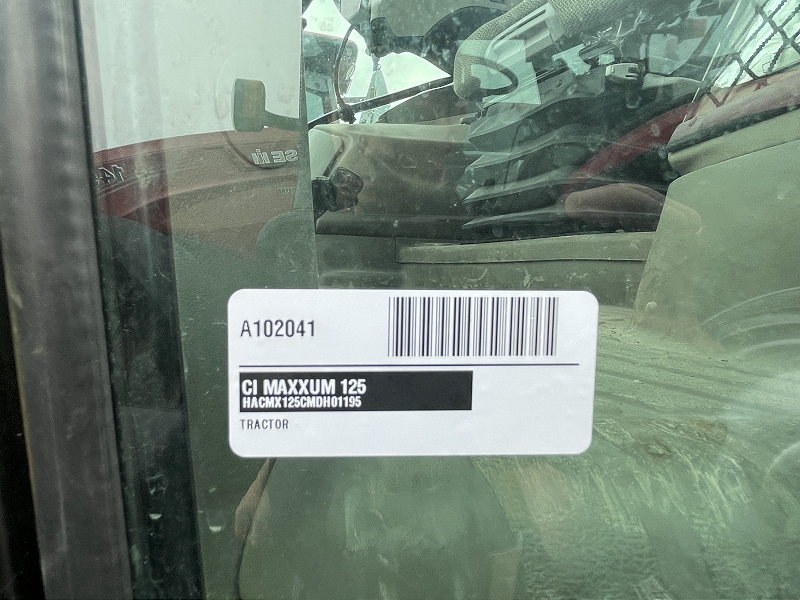 A102041
CI MAXXUM 125
HACMX125CMDH01195
TRACTOR